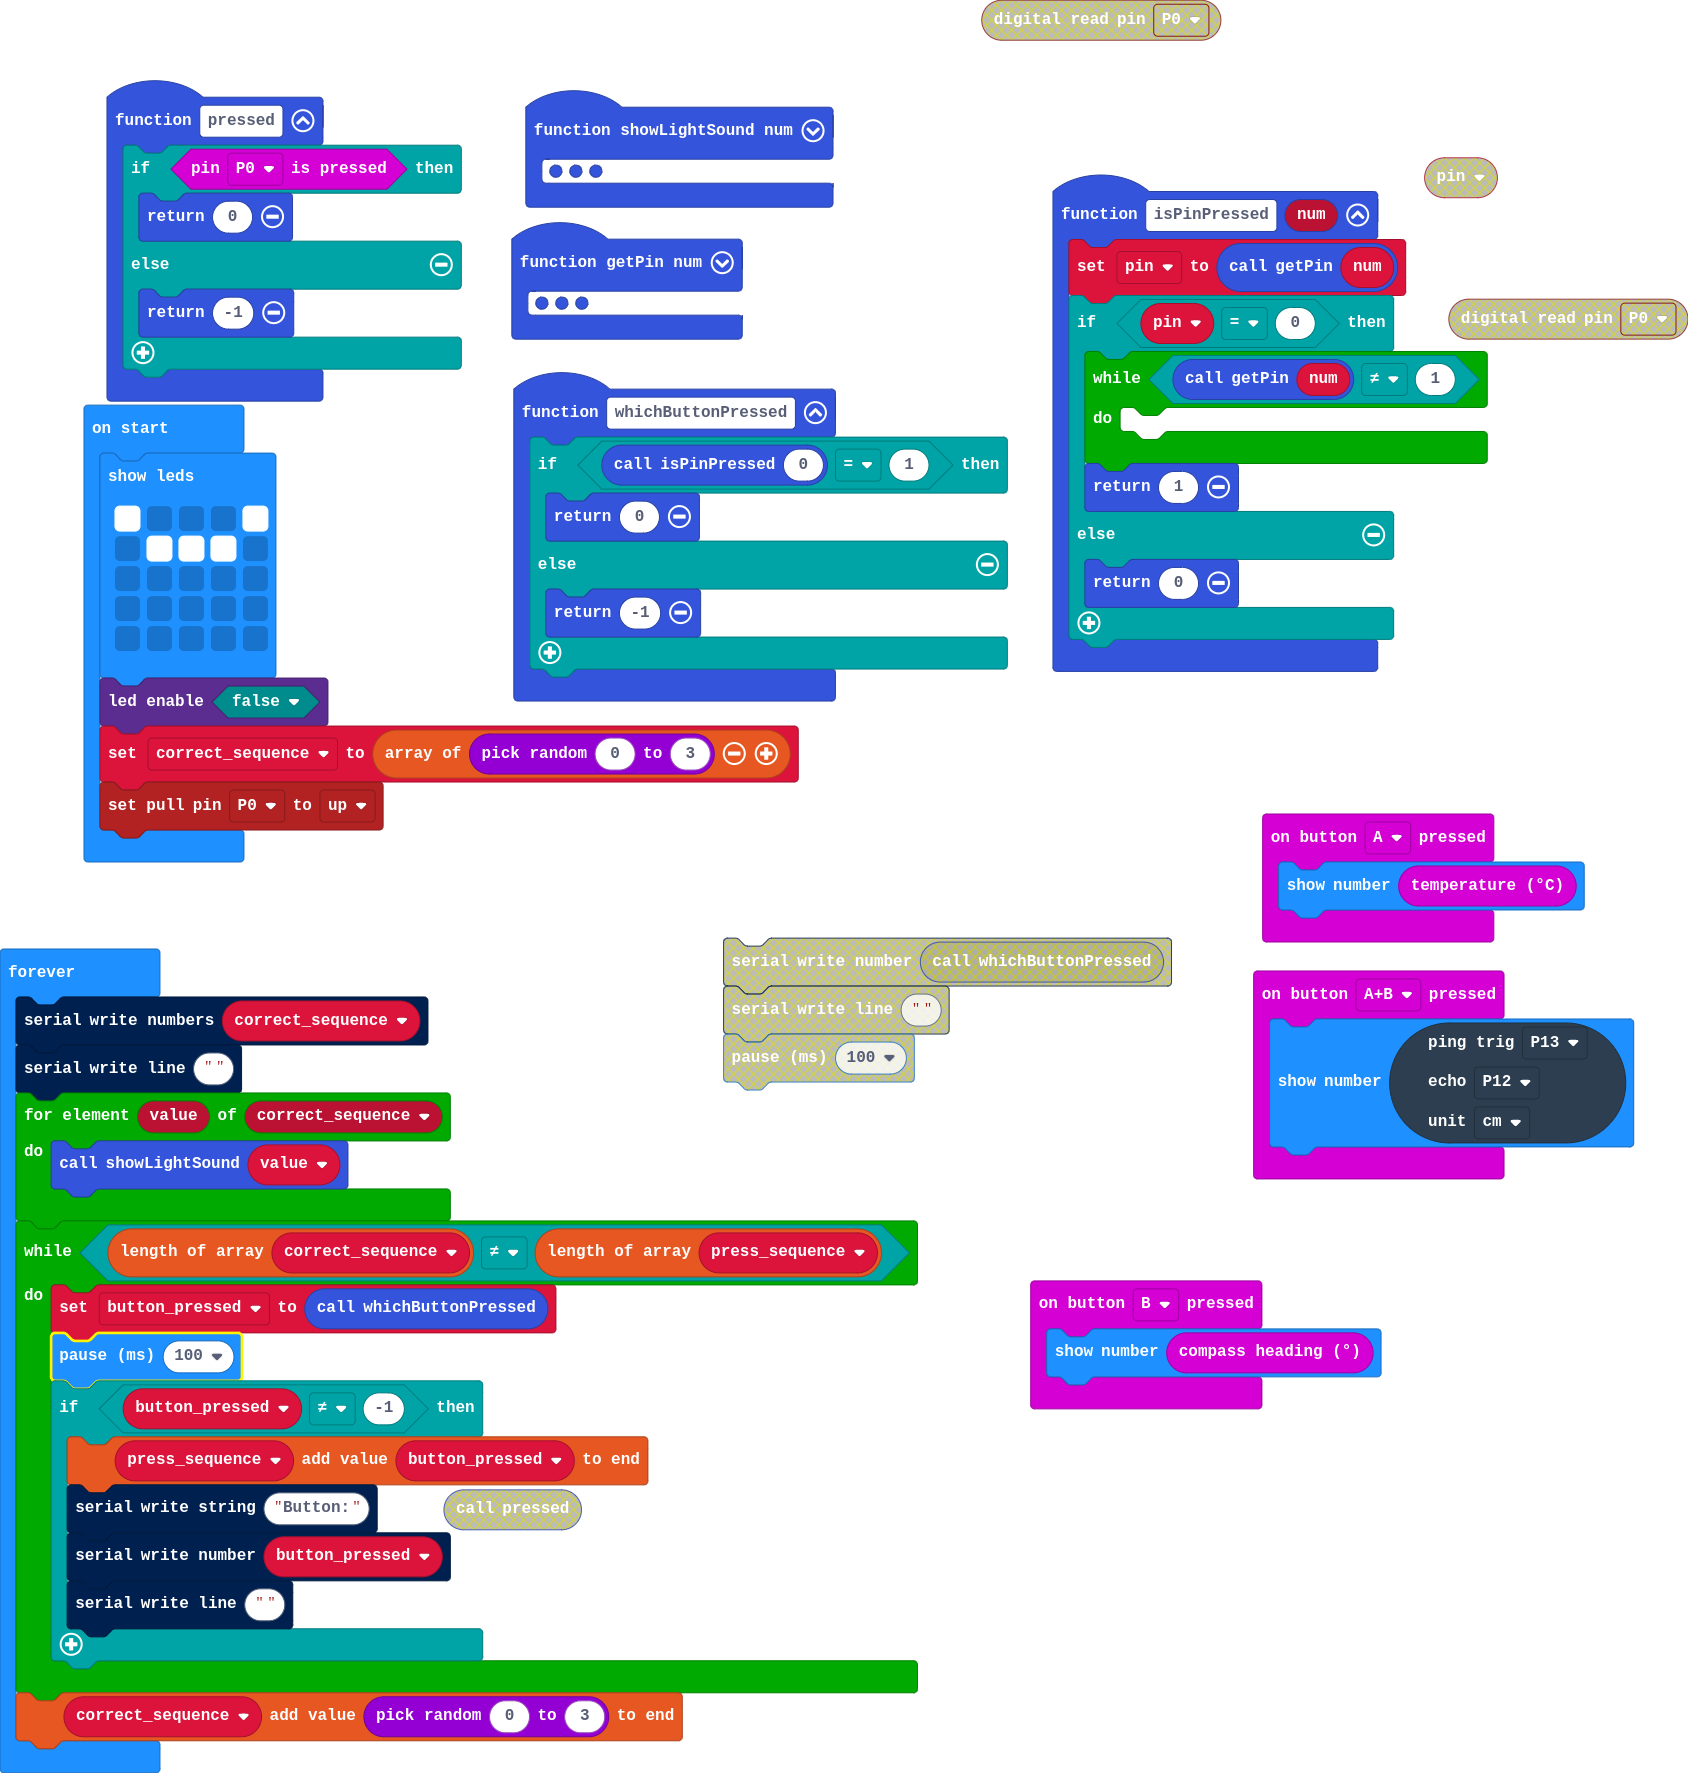 digital read pin P0
function pressed
if pin P0 is pressed then
return 0
else
return -1
function showLightSound num
function getPin num
pin
function isPinPressed num
set pin to call getPin num
if pin = 0 then
digital read pin P0
while call getPin num ≠ 1
do
return 1
else
return 0
function whichButtonPressed
if call isPinPressed 0 = 1 then
return 0
else
return -1
on start
show leds
led enable false
set correct_sequence to array of pick random 0 to 3
set pull pin P0 to up
on button A pressed
show number temperature (°C)
forever
serial write numbers correct_sequence
serial write line " "
for element value of correct_sequence
do call showLightSound value
while length of array correct_sequence ≠ length of array press_sequence
do set button_pressed to call whichButtonPressed
pause (ms) 100
if button_pressed ≠ -1 then
press_sequence add value button_pressed to end
serial write string "Button:"
call pressed
serial write number button_pressed
serial write line " "
correct_sequence add value pick random 0 to 3 to end
serial write number call whichButtonPressed
serial write line " "
pause (ms) 100
on button A+B pressed
show number ping trig P13
echo P12
unit cm
on button B pressed
show number compass heading (°)